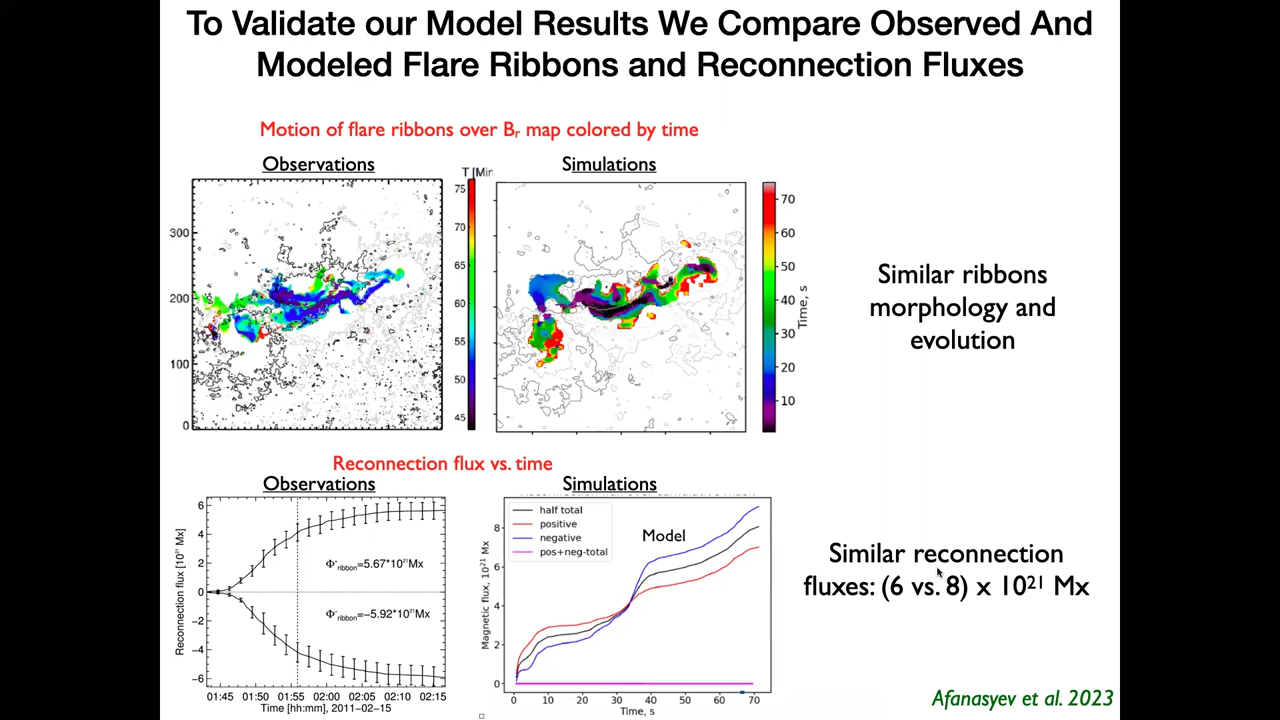 To Validate our Model Results We Compare Observed And
Modeled Flare Ribbons and Reconnection Fluxes
Motion of flare ribbons over Bᵣ map colored by time
Observations
Simulations
T [Min
75
70
65
60
55
50
45
300
200
100
0
70
60
50
40
30
20
10
Time, s
Similar ribbons
morphology and
evolution
Reconnection flux vs. time
Observations
Simulations
Reconnection flux [10²¹ Mx]
6
4
2
0
−2
−4
−6
Φ⁺ribbon=5.67*10²¹Mx
Φ⁻ribbon=−5.92*10²¹Mx
01:45 01:50 01:55 02:00 02:05 02:10 02:15
Time [hh:mm], 2011−02−15
half total
positive
negative
pos+neg-total
Model
Magnetic flux, 10²¹ Mx
8
6
4
2
0
0 10 20 30 40 50 60 70
Time, s
Similar reconnection
fluxes: (6 vs. 8) x 10²¹ Mx
Afanasyev et al. 2023